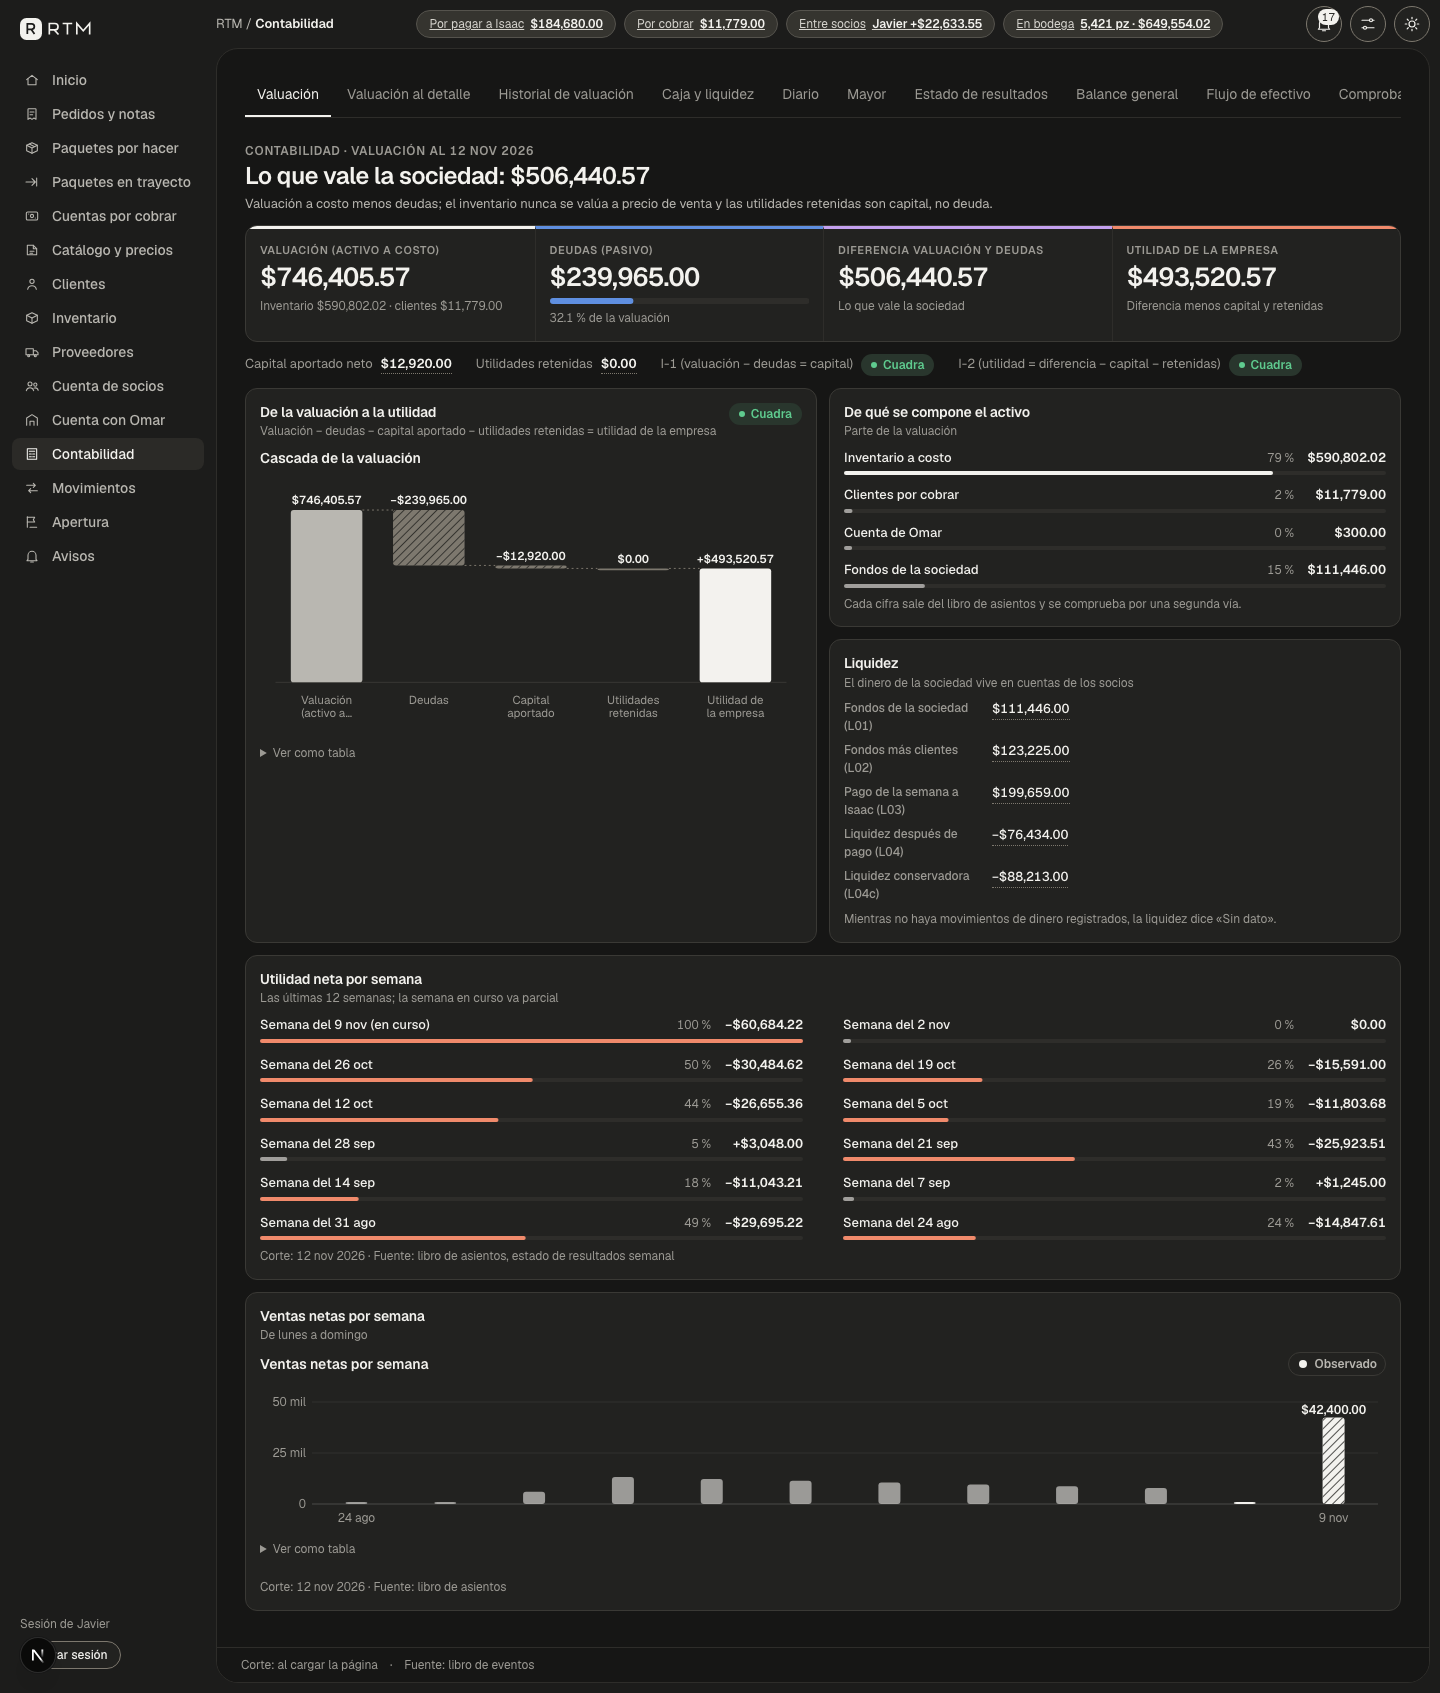 R RTM
RTM / Contabilidad
Por pagar a Isaac $184,680.00
Por cobrar $11,779.00
Entre socios Javier +$22,633.55
En bodega 5,421 pz · $649,554.02
17
Inicio
Pedidos y notas
Paquetes por hacer
Paquetes en trayecto
Cuentas por cobrar
Catálogo y precios
Clientes
Inventario
Proveedores
Cuenta de socios
Cuenta con Omar
Contabilidad
Movimientos
Apertura
Avisos
Valuación
Valuación al detalle
Historial de valuación
Caja y liquidez
Diario
Mayor
Estado de resultados
Balance general
Flujo de efectivo
Comproba
CONTABILIDAD · VALUACIÓN AL 12 NOV 2026
Lo que vale la sociedad: $506,440.57
Valuación a costo menos deudas; el inventario nunca se valúa a precio de venta y las utilidades retenidas son capital, no deuda.
VALUACIÓN (ACTIVO A COSTO)
$746,405.57
Inventario $590,802.02 · clientes $11,779.00
DEUDAS (PASIVO)
$239,965.00
32.1 % de la valuación
DIFERENCIA VALUACIÓN Y DEUDAS
$506,440.57
Lo que vale la sociedad
UTILIDAD DE LA EMPRESA
$493,520.57
Diferencia menos capital y retenidas
Capital aportado neto $12,920.00
Utilidades retenidas $0.00
I-1 (valuación − deudas = capital) Cuadra
I-2 (utilidad = diferencia − capital − retenidas) Cuadra
De la valuación a la utilidad
Cuadra
Valuación − deudas − capital aportado − utilidades retenidas = utilidad de la empresa
Cascada de la valuación
$746,405.57
−$239,965.00
−$12,920.00
$0.00
+$493,520.57
Valuación
(activo a…
Deudas
Capital
aportado
Utilidades
retenidas
Utilidad de
la empresa
Ver como tabla
De qué se compone el activo
Parte de la valuación
Inventario a costo 79 % $590,802.02
Clientes por cobrar 2 % $11,779.00
Cuenta de Omar 0 % $300.00
Fondos de la sociedad 15 % $111,446.00
Cada cifra sale del libro de asientos y se comprueba por una segunda vía.
Liquidez
El dinero de la sociedad vive en cuentas de los socios
Fondos de la sociedad
(L01)
$111,446.00
Fondos más clientes
(L02)
$123,225.00
Pago de la semana a
Isaac (L03)
$199,659.00
Liquidez después de
pago (L04)
−$76,434.00
Liquidez conservadora
(L04c)
−$88,213.00
Mientras no haya movimientos de dinero registrados, la liquidez dice «Sin dato».
Utilidad neta por semana
Las últimas 12 semanas; la semana en curso va parcial
Semana del 9 nov (en curso) 100 % −$60,684.22
Semana del 2 nov 0 % $0.00
Semana del 26 oct 50 % −$30,484.62
Semana del 19 oct 26 % −$15,591.00
Semana del 12 oct 44 % −$26,655.36
Semana del 5 oct 19 % −$11,803.68
Semana del 28 sep 5 % +$3,048.00
Semana del 21 sep 43 % −$25,923.51
Semana del 14 sep 18 % −$11,043.21
Semana del 7 sep 2 % +$1,245.00
Semana del 31 ago 49 % −$29,695.22
Semana del 24 ago 24 % −$14,847.61
Corte: 12 nov 2026 · Fuente: libro de asientos, estado de resultados semanal
Ventas netas por semana
De lunes a domingo
Ventas netas por semana
Observado
50 mil
25 mil
0
$42,400.00
24 ago
9 nov
Ver como tabla
Corte: 12 nov 2026 · Fuente: libro de asientos
Sesión de Javier
N
ar sesión
Corte: al cargar la página · Fuente: libro de eventos